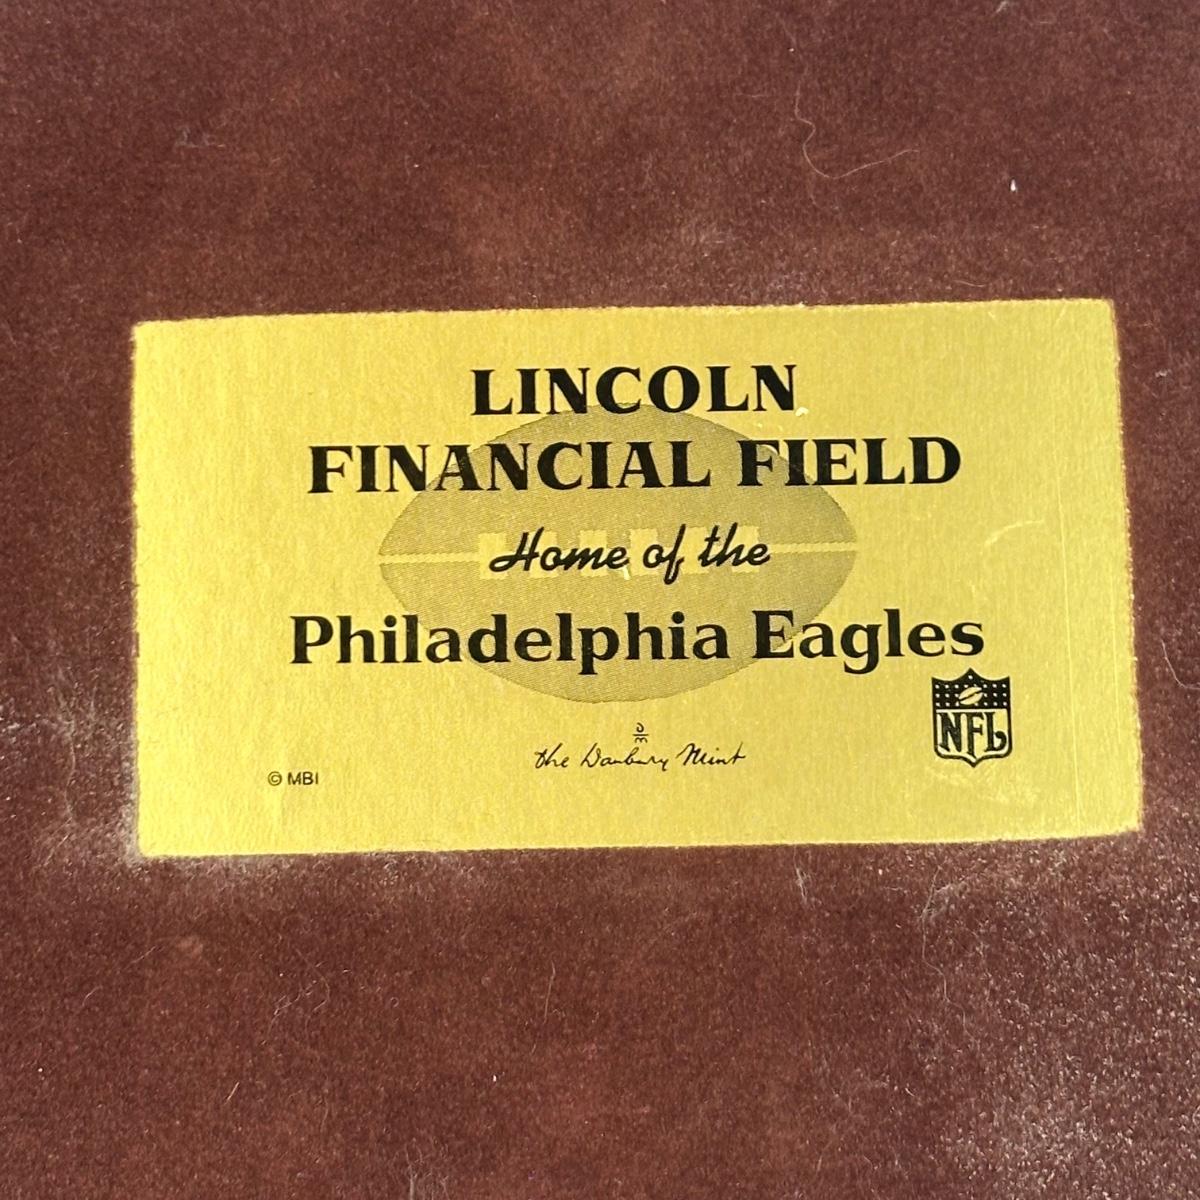 LINCOLN
FINANCIAL FIELD
Home of the
Philadelphia Eagles
NFL
D
M
the Danbury Mint
© MBI